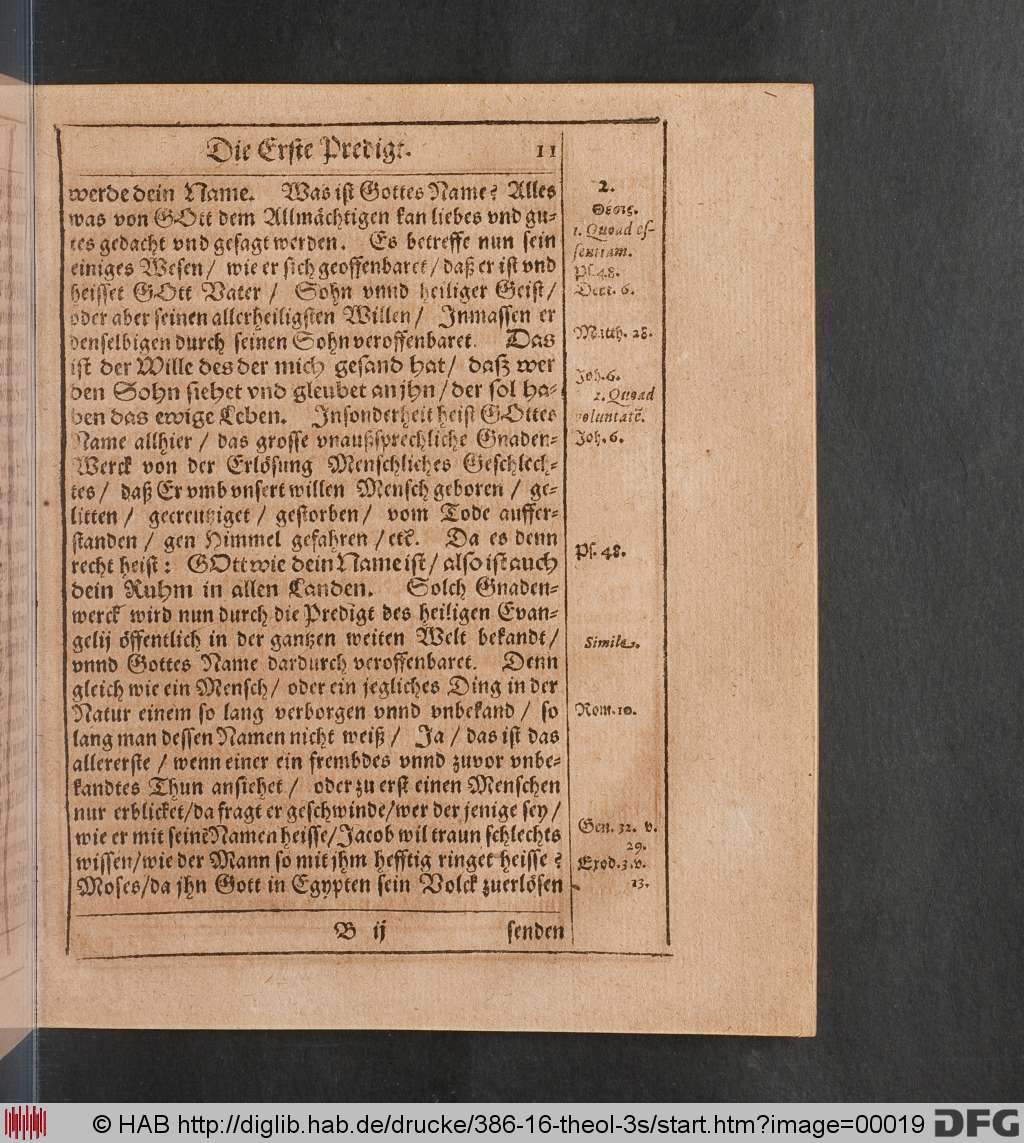 Die Erste Predigt. 11
werde dein Name. Was ist Gottes Name? Alles
was von GOtt dem Allmächtigen kan liebes vnd gu-
tes gedacht vnd gesagt werden. Es betreffe nun sein
einiges Wesen/ wie er sich geoffenbaret/ daß er ist vnd
heisset GOtt Vater/ Sohn vnnd heiliger Geist/
oder aber seinen allerheiligsten Willen/ Inmassen er
denselbigen durch seinen Sohn veroffenbaret. Das
ist der Wille des der mich gesand hat/ daß wer
den Sohn siehet vnd gleubet an jhn/ der sol ha-
ben das ewige Leben. Insonderheit heist GOttes
Name allhier/ das grosse vnaußsprechliche Gnaden-
Werck von der Erlösung Menschliches Geschlech-
tes/ daß Er vmb vnsert willen Mensch geboren/ ge-
litten/ gecreutziget/ gestorben/ vom Tode auffer-
standen/ gen Himmel gefahren/ etc. Da es denn
recht heist: GOtt wie dein Name ist/ also ist auch
dein Ruhm in allen Landen. Solch Gnaden-
werck wird nun durch die Predigt des heiligen Evan-
gelij öffentlich in der gantzen weiten Welt bekandt/
vnnd Gottes Name dardurch veroffenbaret. Denn
gleich wie ein Mensch/ oder ein jegliches Ding in der
Natur einem so lang verborgen vnnd vnbekand/ so
lang man dessen Namen nicht weiß/ Ja/ das ist das
allererste/ wenn einer ein frembdes vnnd zuvor vnbe-
kandtes Thun ansiehet/ oder zu erst einen Menschen
nur erblicket/ da fragt er geschwinde/ wer der jenige sey/
wie er mit seinē Namen heisse/ Jacob wil traun schlechts
wissen/ wie der Mann so mit jhm hefftig ringet heisse?
Moses/ da jhn Gott in Egypten sein Volck zuerlösen
B ij senden
2.
Θέσις.
1. Quoad es-
sentiam.
Ps. 48.
Deut. 6.
Matth. 28.
Joh. 6.
2. Quoad
voluntatē.
Joh. 6.
Ps. 48.
Simile.
Rom. 10.
Gen. 32. v.
29.
Exod. 3. v.
13.
© HAB http://diglib.hab.de/drucke/386-16-theol-3s/start.htm?image=00019
DFG